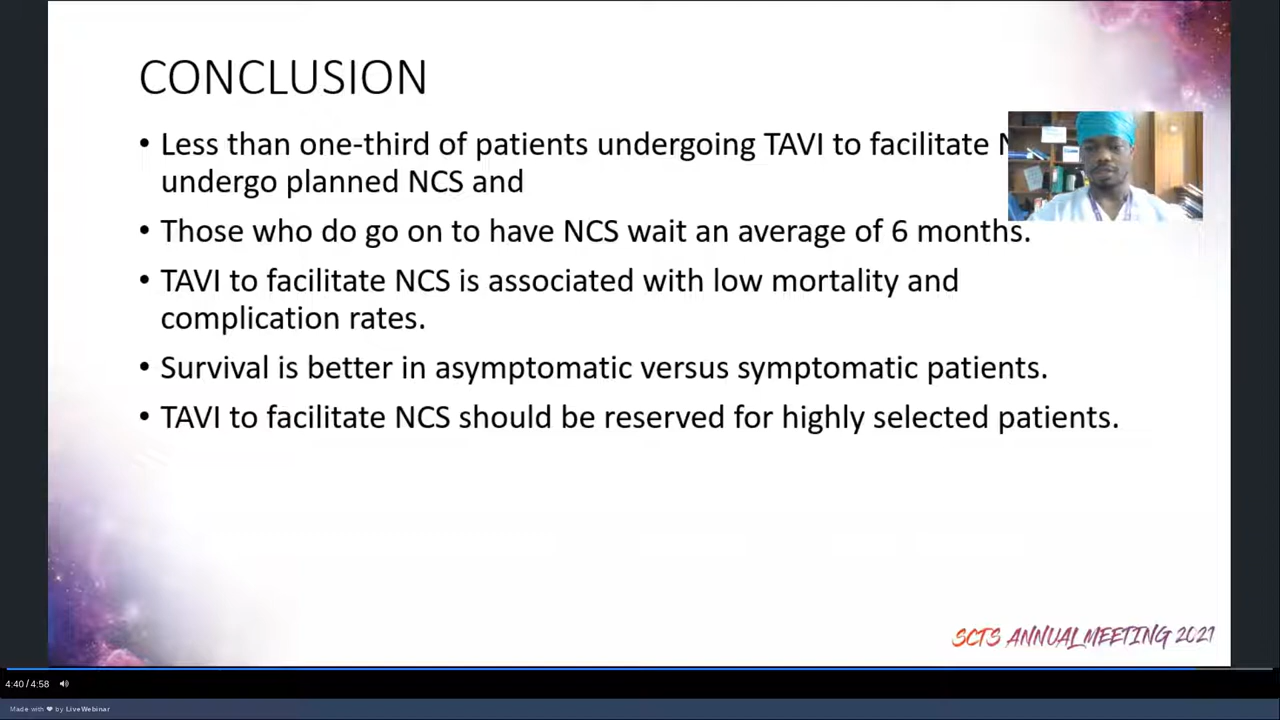 CONCLUSION
• Less than one-third of patients undergoing TAVI to facilitate
undergo planned NCS and
• Those who do go on to have NCS wait an average of 6 months.
• TAVI to facilitate NCS is associated with low mortality and
complication rates.
• Survival is better in asymptomatic versus symptomatic patients.
• TAVI to facilitate NCS should be reserved for highly selected patients.
SCTS ANNUAL MEETING 2021
4:40 / 4:58
Made with ❤ by LiveWebinar